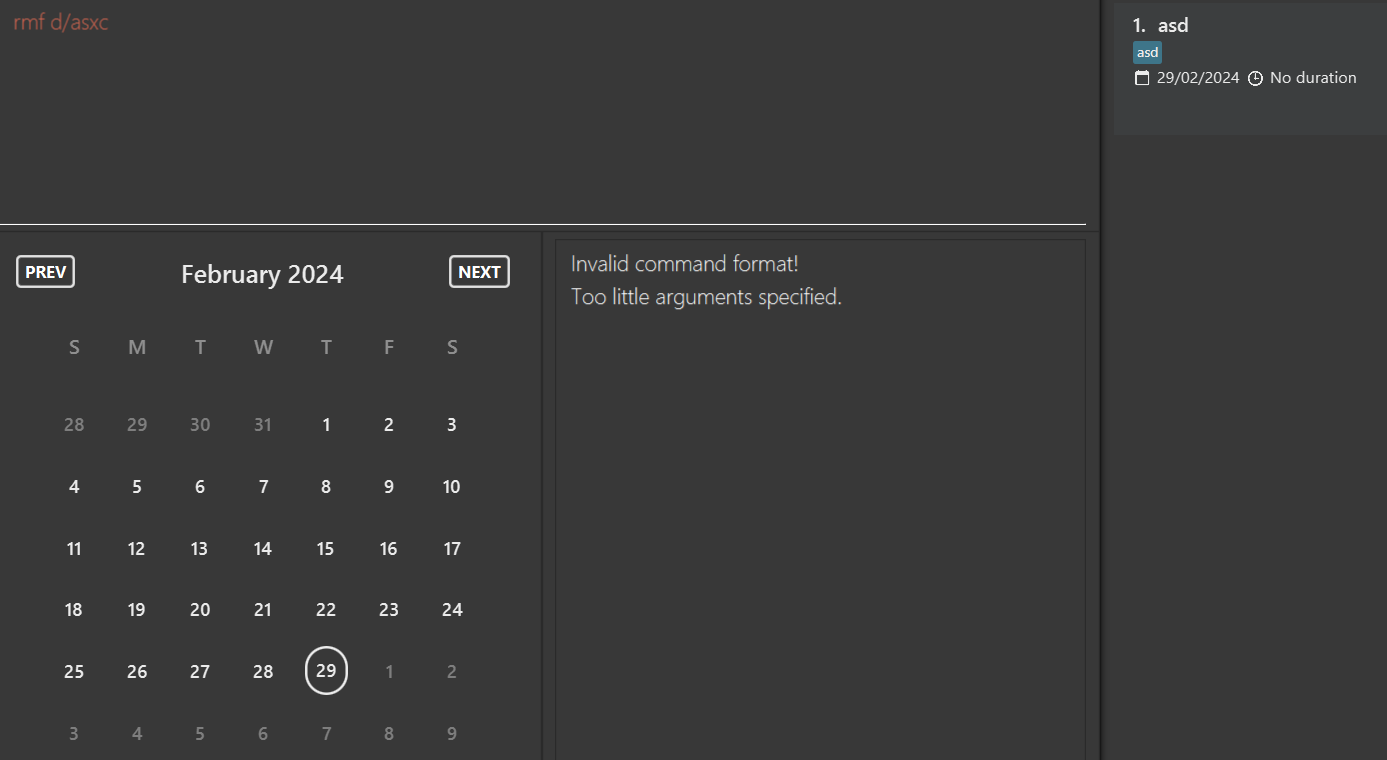 rmf d/asxc
PREV February 2024 NEXT
S M T W T F S
28 29 30 31 1 2 3
4 5 6 7 8 9 10
11 12 13 14 15 16 17
18 19 20 21 22 23 24
25 26 27 28 29 1 2
3 4 5 6 7 8 9
Invalid command format!
Too little arguments specified.
1. asd
asd
29/02/2024 No duration